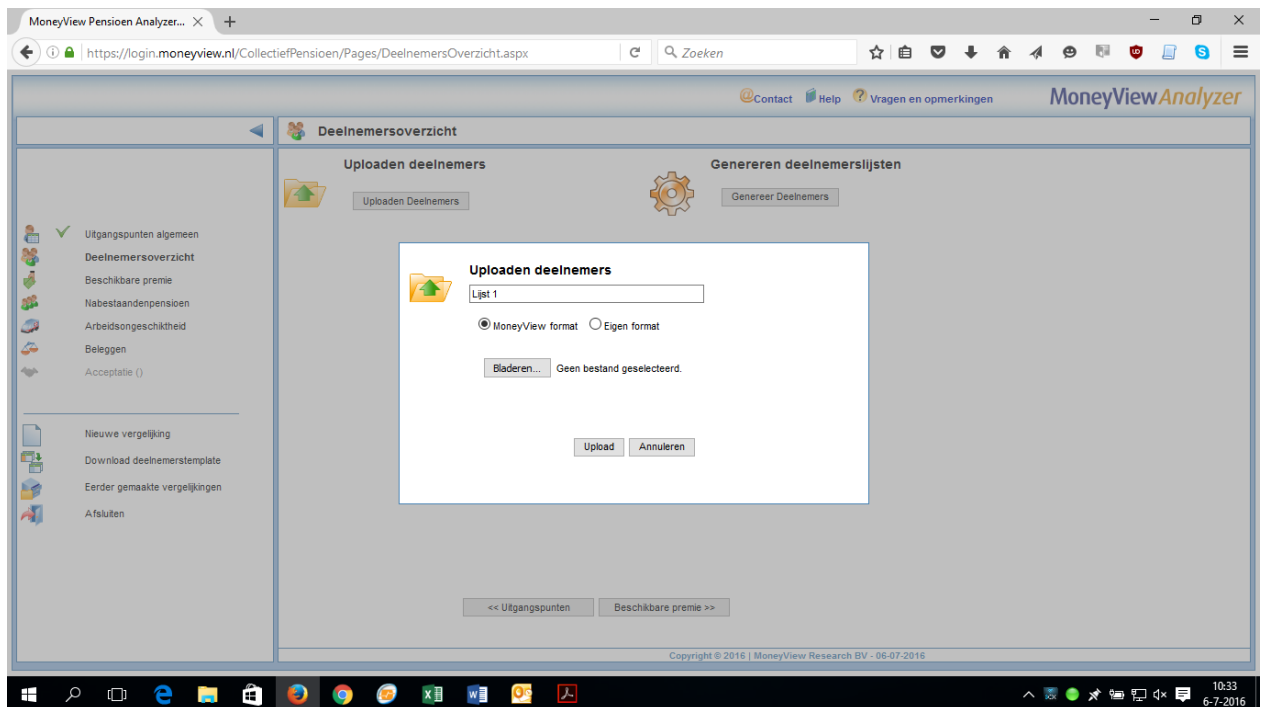 MoneyView Pensioen Analyzer...
https://login.moneyview.nl/CollectiefPensioen/Pages/DeelnemersOverzicht.aspx
Zoeken
Contact Help Vragen en opmerkingen MoneyView Analyzer
Deelnemersoverzicht
Uploaden deelnemers
Uploaden Deelnemers
Genereren deelnemerslijsten
Genereer Deelnemers
Uitgangspunten algemeen
Deelnemersoverzicht
Beschikbare premie
Nabestaandenpensioen
Arbeidsongeschiktheid
Beleggen
Acceptatie ()
Nieuwe vergelijking
Download deelnemerstemplate
Eerder gemaakte vergelijkingen
Afsluiten
Uploaden deelnemers
Lijst 1
MoneyView format Eigen format
Bladeren... Geen bestand geselecteerd.
Upload Annuleren
<< Uitgangspunten Beschikbare premie >>
Copyright © 2016 | MoneyView Research BV - 06-07-2016
10:33
6-7-2016